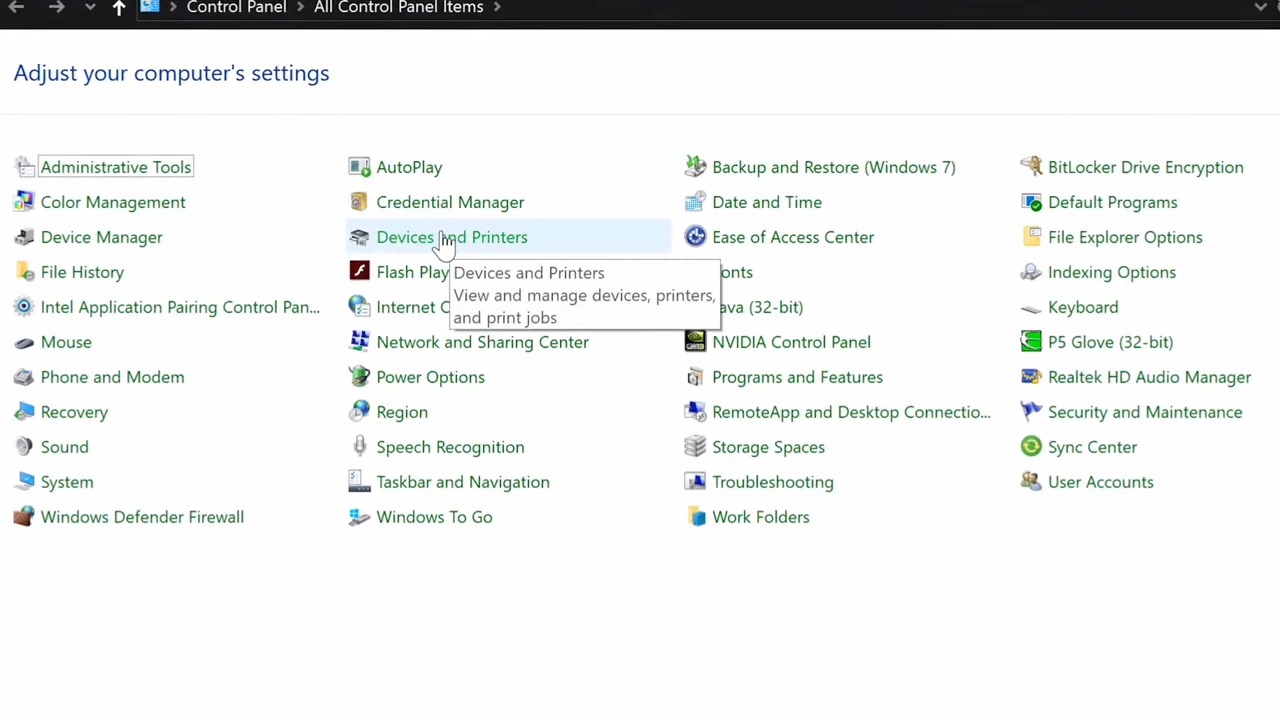 Control Panel > All Control Panel Items >
Adjust your computer's settings
Administrative Tools
AutoPlay
Backup and Restore (Windows 7)
BitLocker Drive Encryption
Color Management
Credential Manager
Date and Time
Default Programs
Device Manager
Devices and Printers
Ease of Access Center
File Explorer Options
File History
Flash Play
Devices and Printers
View and manage devices, printers,
and print jobs
onts
Indexing Options
Intel Application Pairing Control Pan...
Internet
ava (32-bit)
Keyboard
Mouse
Network and Sharing Center
NVIDIA Control Panel
P5 Glove (32-bit)
Phone and Modem
Power Options
Programs and Features
Realtek HD Audio Manager
Recovery
Region
RemoteApp and Desktop Connectio...
Security and Maintenance
Sound
Speech Recognition
Storage Spaces
Sync Center
System
Taskbar and Navigation
Troubleshooting
User Accounts
Windows Defender Firewall
Windows To Go
Work Folders